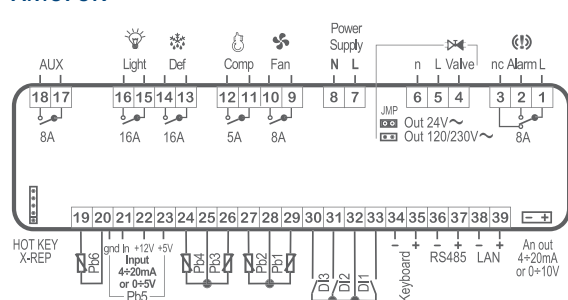 Power
Supply
AUX Light Def Comp Fan N L n L Valve nc Alarm L
18 17 16 15 14 13 12 11 10 9 8 7 6 5 4 3 2 1
8A 16A 16A 5A 8A 8A
JMP
Out 24V~
Out 120/230V~
19 20 21 22 23 24 25 26 27 28 29 30 31 32 33 34 35 36 37 38 39 - +
HOT KEY
X-REP
Pb6
gnd In +12V +5V
Input
4÷20mA
or 0÷5V
Pb5
Pb4 Pb3 Pb2 Pb1 DI3 DI2 DI1
- + - + - +
Keyboard RS485 LAN
An out
4÷20mA
or 0÷10V